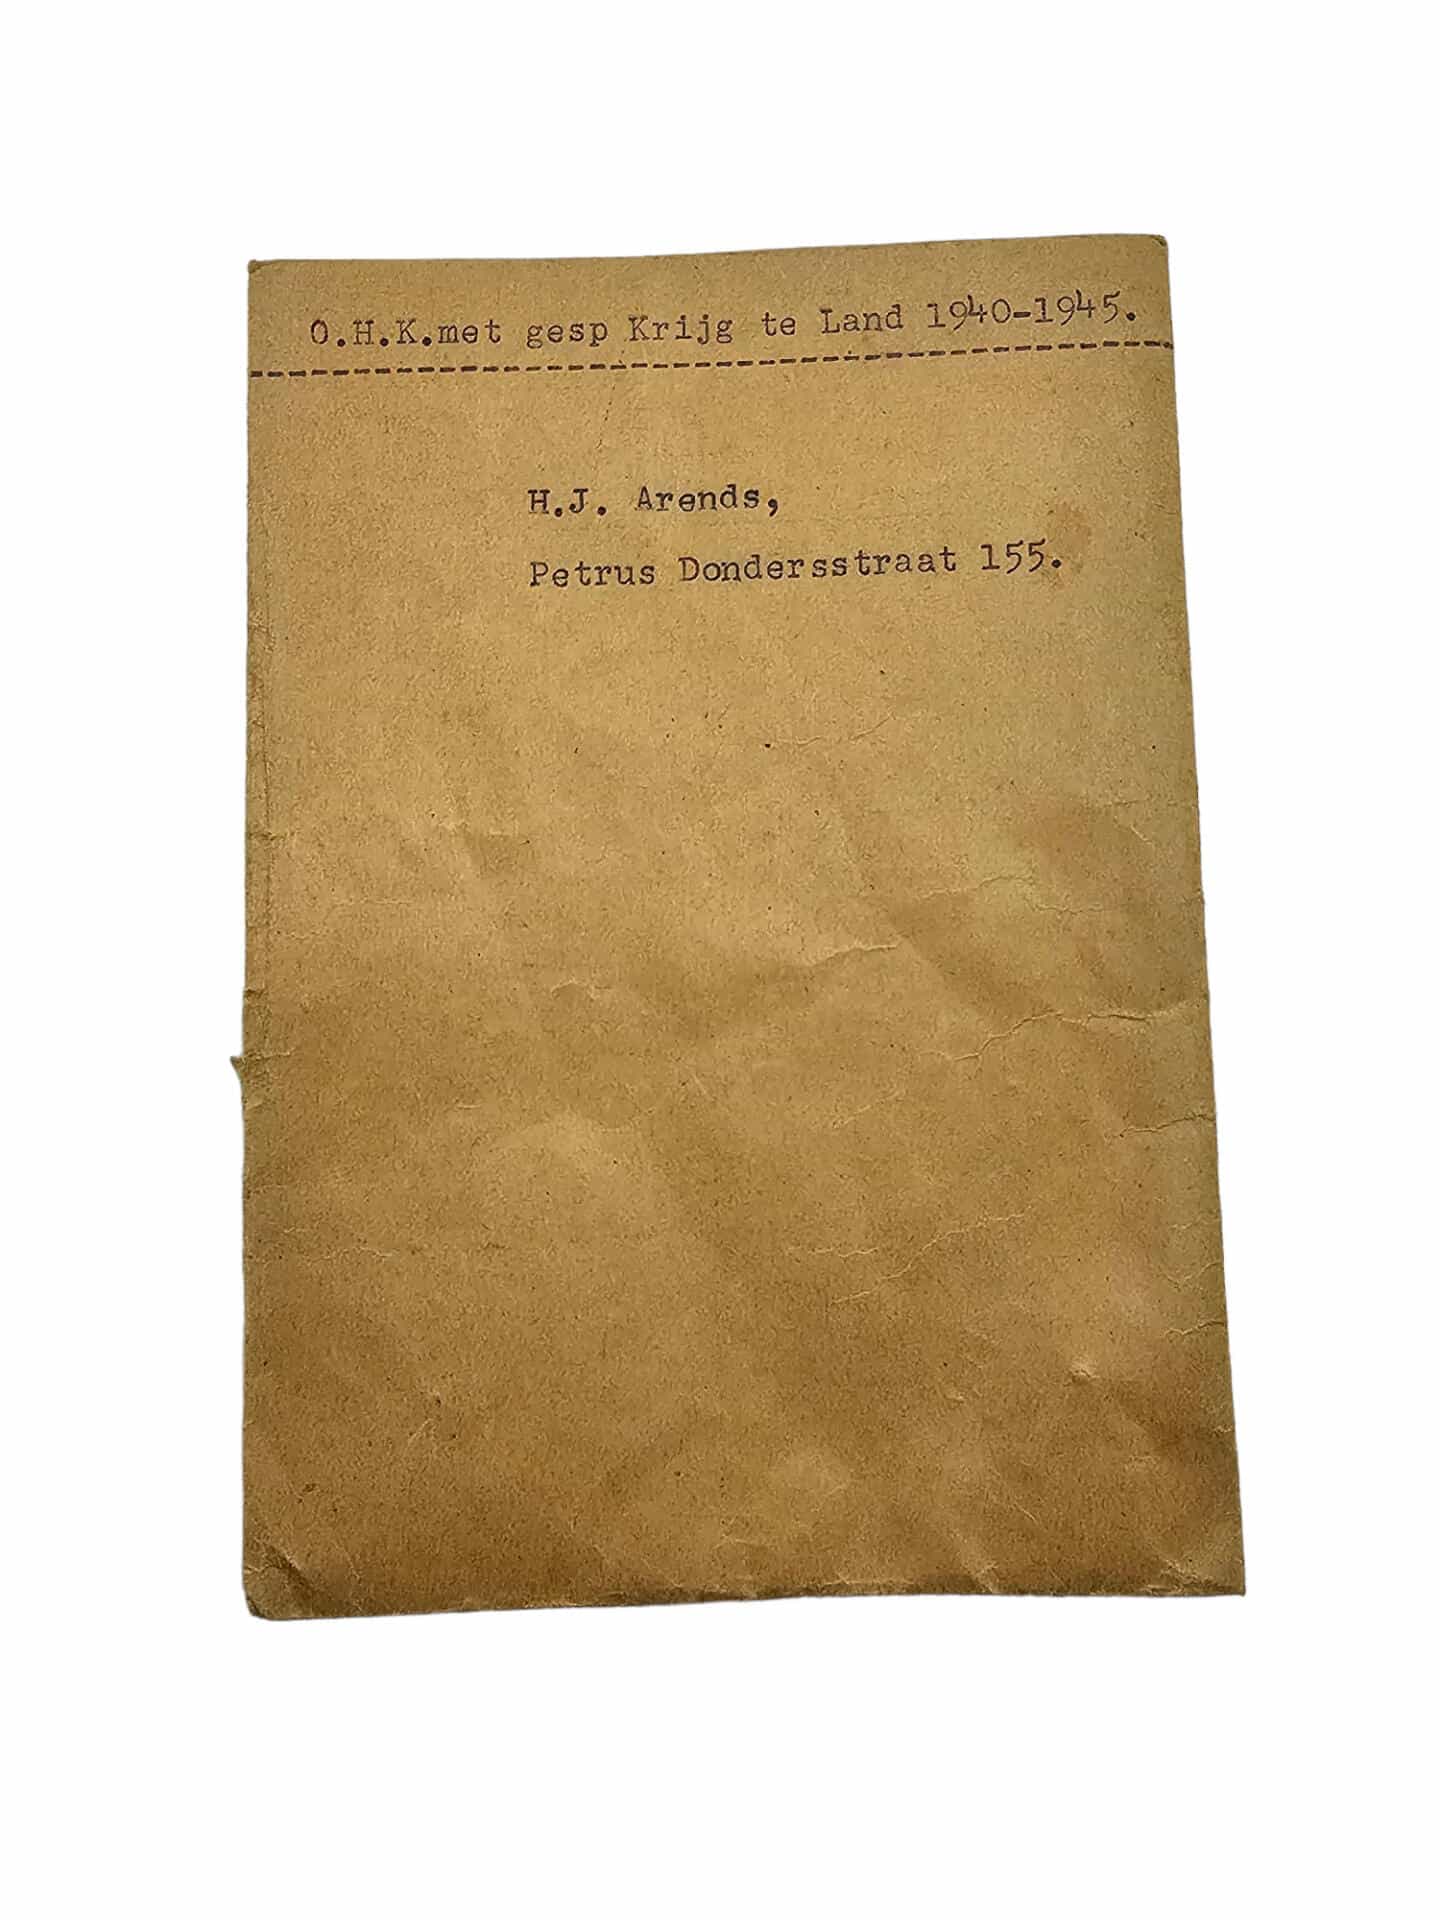 O.H.K.met gesp Krijg te Land 1940-1945.
H.J. Arends,
Petrus Dondersstraat 155.